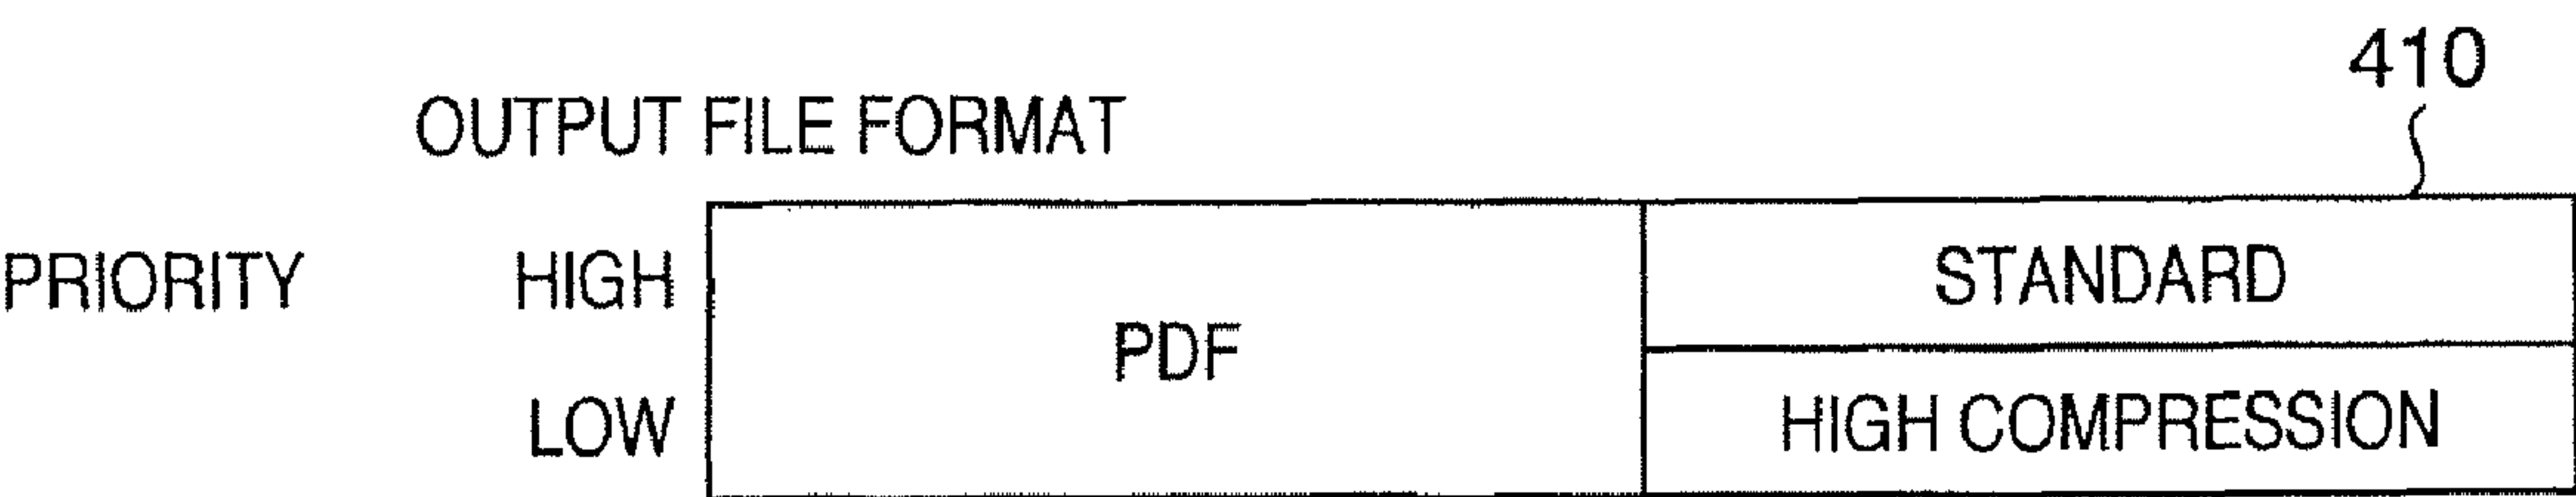 410
OUTPUT FILE FORMAT
PRIORITY HIGH STANDARD
PDF
LOW HIGH COMPRESSION